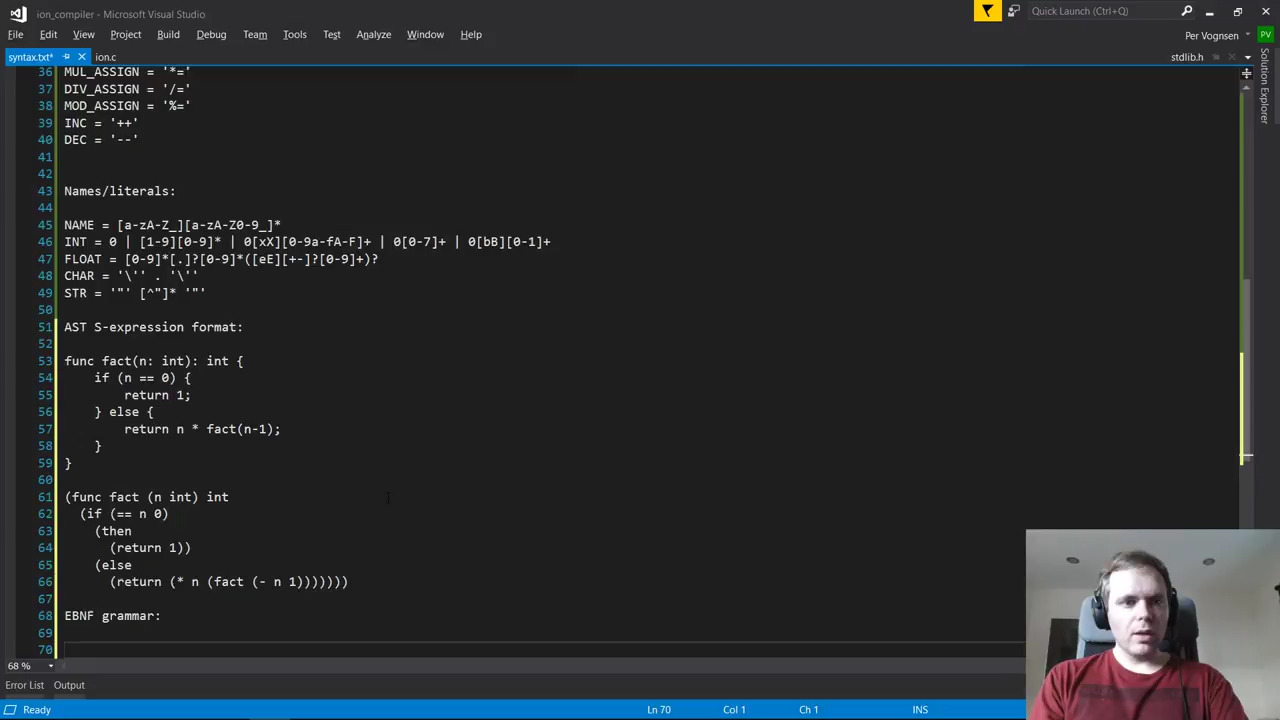 ion_compiler - Microsoft Visual Studio
Quick Launch (Ctrl+Q)
File Edit View Project Build Debug Team Tools Test Analyze Window Help
Per Vognsen PV
syntax.txt* ion.c stdlib.h
Solution Explorer
36 MUL_ASSIGN = '*='
37 DIV_ASSIGN = '/='
38 MOD_ASSIGN = '%='
39 INC = '++'
40 DEC = '--'
41
42
43 Names/literals:
44
45 NAME = [a-zA-Z_][a-zA-Z0-9_]*
46 INT = 0 | [1-9][0-9]* | 0[xX][0-9a-fA-F]+ | 0[0-7]+ | 0[bB][0-1]+
47 FLOAT = [0-9]*[.]?[0-9]*([eE][+-]?[0-9]+)?
48 CHAR = '\'' . '\''
49 STR = '"' [^"]* '"'
50
51 AST S-expression format:
52
53 func fact(n: int): int {
54 if (n == 0) {
55 return 1;
56 } else {
57 return n * fact(n-1);
58 }
59 }
60
61 (func fact (n int) int
62 (if (== n 0)
63 (then
64 (return 1))
65 (else
66 (return (* n (fact (- n 1)))))))
67
68 EBNF grammar:
69
70
68 %
Error List Output
Ready Ln 70 Col 1 Ch 1 INS